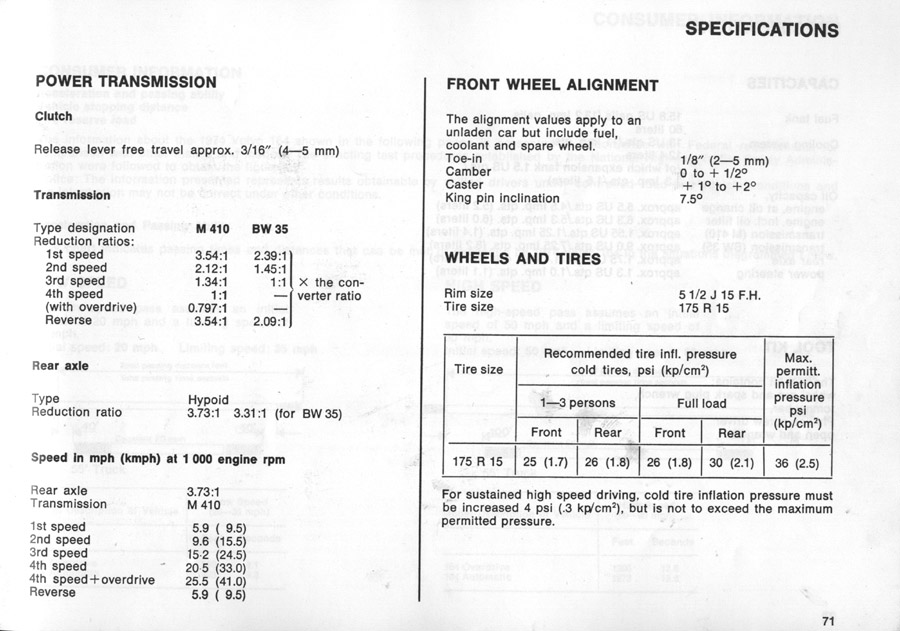 SPECIFICATIONS
POWER TRANSMISSION
Clutch
Release lever free travel approx. 3/16" (4—5 mm)
Transmission
Type designation M 410 BW 35
Reduction ratios:
1st speed 3.54:1 2.39:1
2nd speed 2.12:1 1.45:1
3rd speed 1.34:1 1:1 × the con-
4th speed 1:1 — verter ratio
(with overdrive) 0.797:1 —
Reverse 3.54:1 2.09:1
Rear axle
Type Hypoid
Reduction ratio 3.73:1 3.31:1 (for BW 35)
Speed in mph (kmph) at 1 000 engine rpm
Rear axle 3.73:1
Transmission M 410
1st speed 5.9 ( 9.5)
2nd speed 9.6 (15.5)
3rd speed 15.2 (24.5)
4th speed 20.5 (33.0)
4th speed+overdrive 25.5 (41.0)
Reverse 5.9 ( 9.5)
FRONT WHEEL ALIGNMENT
The alignment values apply to an
unladen car but include fuel,
coolant and spare wheel.
Toe-in 1/8" (2—5 mm)
Camber 0 to + 1/2°
Caster + 1° to +2°
King pin inclination 7.5°
WHEELS AND TIRES
Rim size 5 1/2 J 15 F.H.
Tire size 175 R 15
Tire size
Recommended tire infl. pressure
cold tires, psi (kp/cm²)
1—3 persons Full load
Front Rear Front Rear
Max.
permitt.
inflation
pressure
psi
(kp/cm²)
175 R 15 25 (1.7) 26 (1.8) 26 (1.8) 30 (2.1) 36 (2.5)
For sustained high speed driving, cold tire inflation pressure must
be increased 4 psi (.3 kp/cm²), but is not to exceed the maximum
permitted pressure.
71